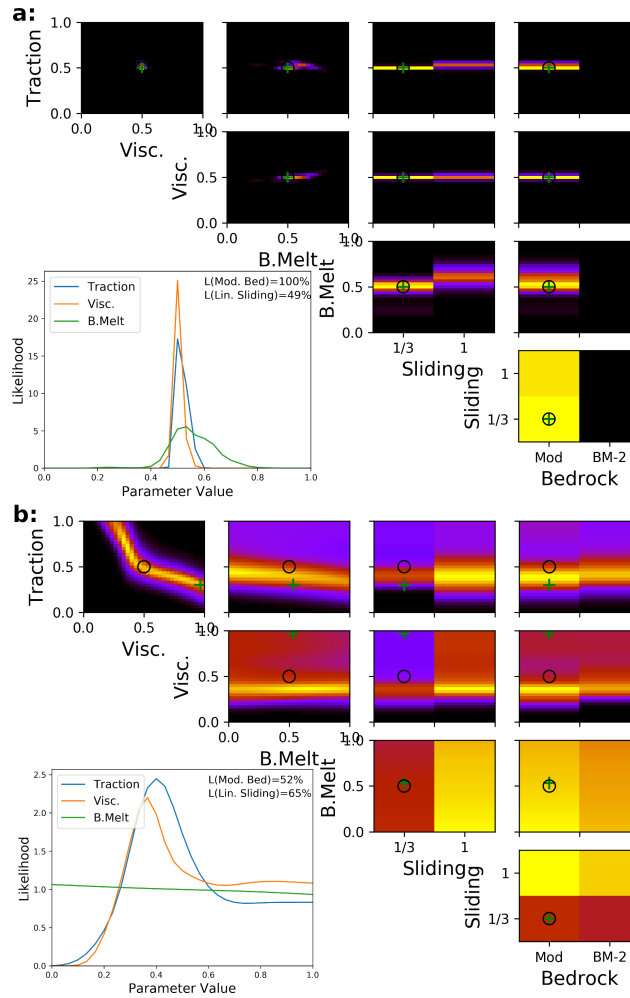 a:
Traction
1.0
0.5
0.0
0.0
0.5
1.0
Visc.
Visc.
1.0
0.5
0.0
0.0
0.5
1.0
B.Melt
B.Melt
1.0
0.5
0.0
1/3
1
Sliding
Sliding
1
1/3
Mod
BM-2
Bedrock
Likelihood
25
20
15
10
5
0
Traction
Visc.
B.Melt
L(Mod. Bed)=100%
L(Lin. Sliding)=49%
0.0
0.2
0.4
0.6
0.8
1.0
Parameter Value
b:
Traction
1.0
0.5
0.0
0.0
0.5
1.0
Visc.
Visc.
1.0
0.5
0.0
0.0
0.5
1.0
B.Melt
B.Melt
1.0
0.5
0.0
1/3
1
Sliding
Sliding
1
1/3
Mod
BM-2
Bedrock
Likelihood
2.5
2.0
1.5
1.0
0.5
0.0
Traction
Visc.
B.Melt
L(Mod. Bed)=52%
L(Lin. Sliding)=65%
0.0
0.2
0.4
0.6
0.8
1.0
Parameter Value